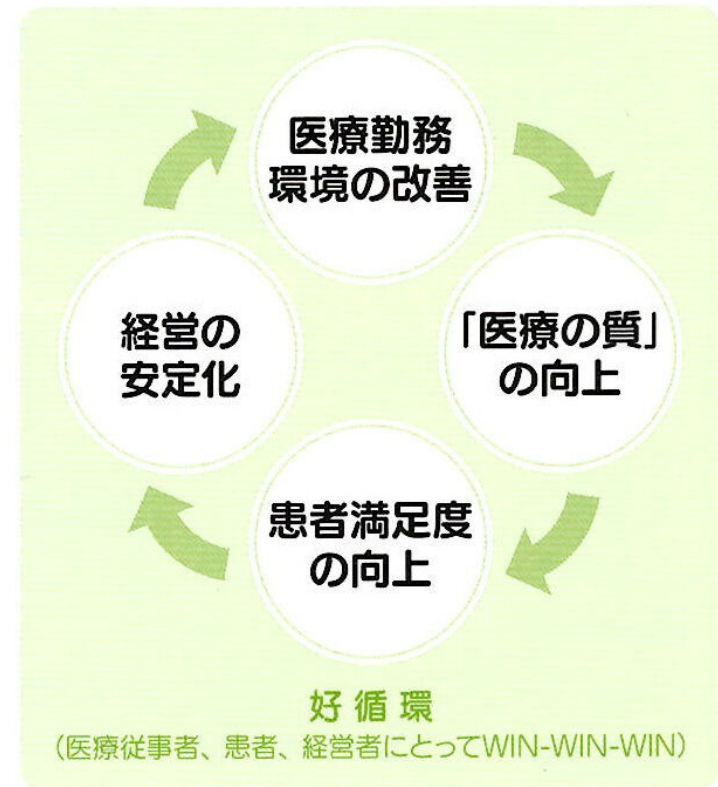 医療勤務
環境の改善
「医療の質」
の向上
患者満足度
の向上
経営の
安定化
好循環
(医療従事者、患者、経営者にとってWIN-WIN-WIN)